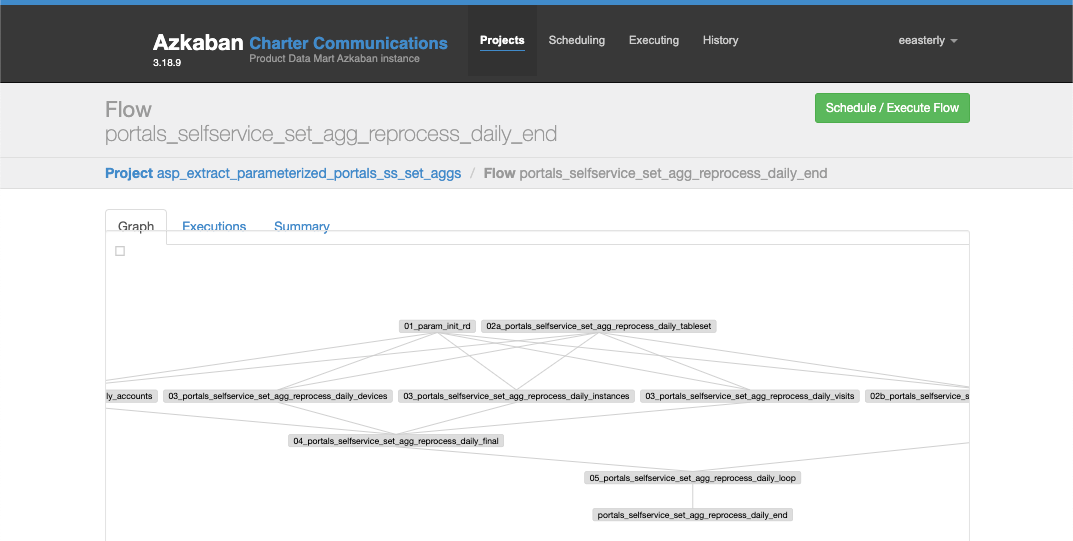 Azkaban Charter Communications
3.18.9 Product Data Mart Azkaban instance
Projects Scheduling Executing History eeasterly
Flow
portals_selfservice_set_agg_reprocess_daily_end
Schedule / Execute Flow
Project asp_extract_parameterized_portals_ss_set_aggs / Flow portals_selfservice_set_agg_reprocess_daily_end
Graph Executions Summary
01_param_init_rd 02a_portals_selfservice_set_agg_reprocess_daily_tableset
ly_accounts 03_portals_selfservice_set_agg_reprocess_daily_devices 03_portals_selfservice_set_agg_reprocess_daily_instances 03_portals_selfservice_set_agg_reprocess_daily_visits 02b_portals_selfservice_s
04_portals_selfservice_set_agg_reprocess_daily_final
05_portals_selfservice_set_agg_reprocess_daily_loop
portals_selfservice_set_agg_reprocess_daily_end